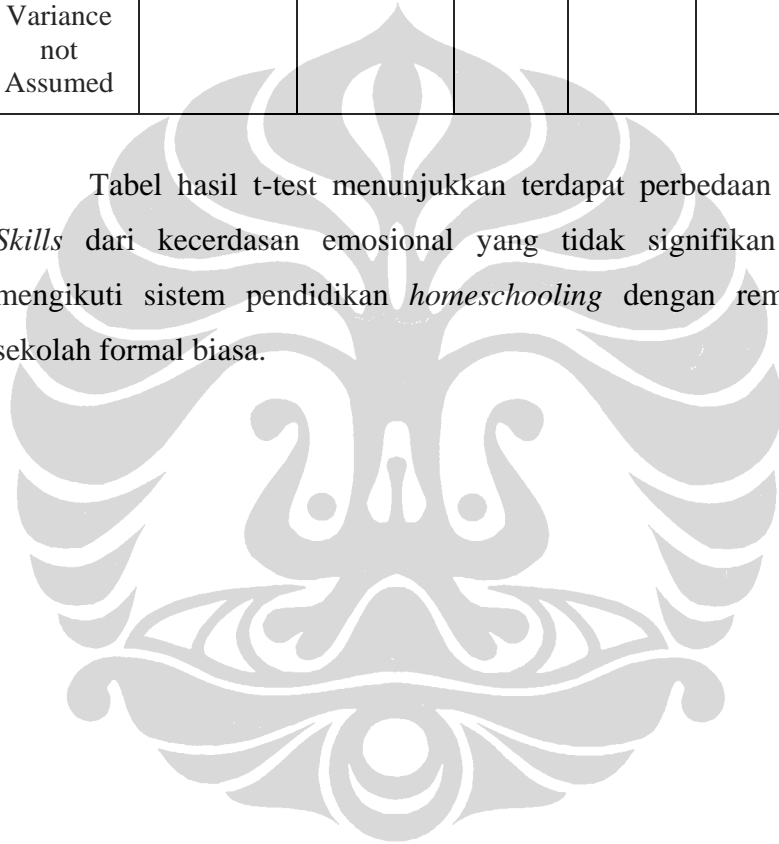 Variance
not
Assumed
Tabel hasil t-test menunjukkan terdapat perbedaan
Skills dari kecerdasan emosional yang tidak signifikan
mengikuti sistem pendidikan homeschooling dengan rem
sekolah formal biasa.